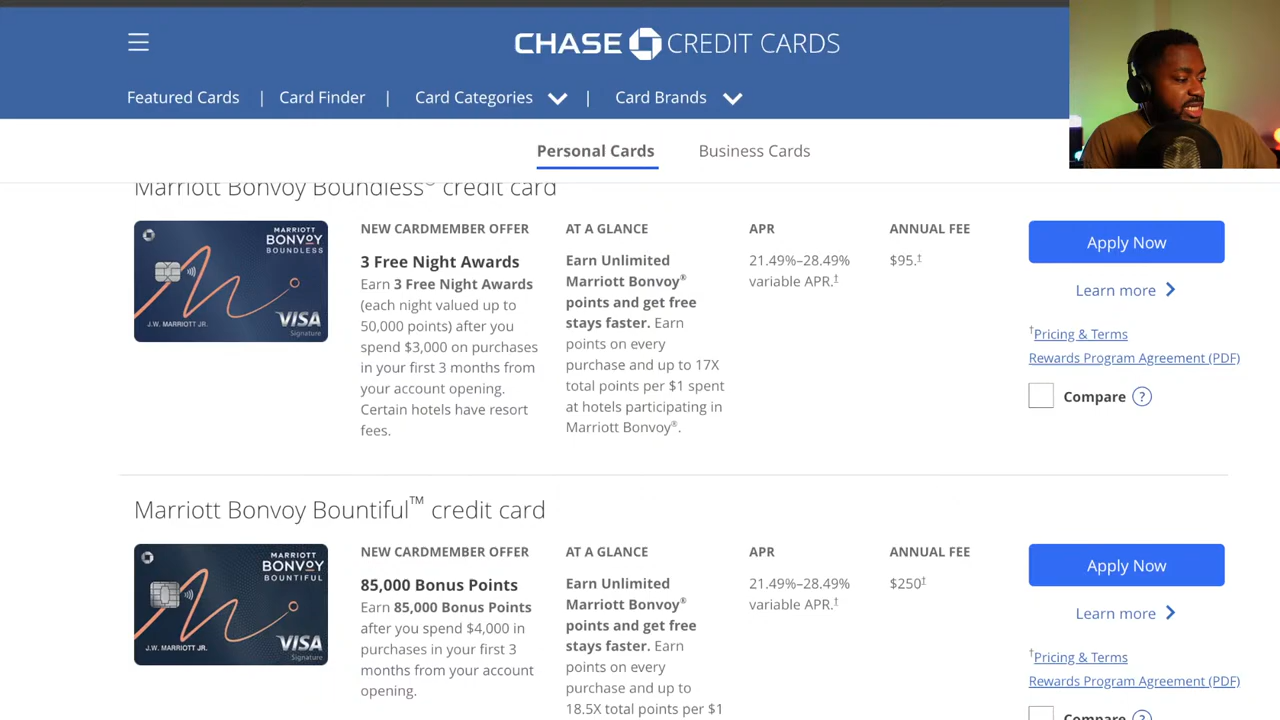 CHASE CREDIT CARDS
Featured Cards | Card Finder | Card Categories | Card Brands
Personal Cards
Business Cards
Marriott Bonvoy Boundless® credit card
MARRIOTT
BONVOY
BOUNDLESS
J.W. MARRIOTT JR.
VISA
Signature
NEW CARDMEMBER OFFER
3 Free Night Awards
Earn 3 Free Night Awards
(each night valued up to
50,000 points) after you
spend $3,000 on purchases
in your first 3 months from
your account opening.
Certain hotels have resort
fees.
AT A GLANCE
Earn Unlimited
Marriott Bonvoy®
points and get free
stays faster. Earn
points on every
purchase and up to 17X
total points per $1 spent
at hotels participating in
Marriott Bonvoy®.
APR
21.49%–28.49%
variable APR.†
ANNUAL FEE
$95.†
Apply Now
Learn more
†Pricing & Terms
Rewards Program Agreement (PDF)
Compare ?
Marriott Bonvoy Bountiful™ credit card
MARRIOTT
BONVOY
BOUNTIFUL
J.W. MARRIOTT JR.
VISA
Signature
NEW CARDMEMBER OFFER
85,000 Bonus Points
Earn 85,000 Bonus Points
after you spend $4,000 in
purchases in your first 3
months from your account
opening.
AT A GLANCE
Earn Unlimited
Marriott Bonvoy®
points and get free
stays faster. Earn
points on every
purchase and up to
18.5X total points per $1
APR
21.49%–28.49%
variable APR.†
ANNUAL FEE
$250†
Apply Now
Learn more
†Pricing & Terms
Rewards Program Agreement (PDF)
Compare ?